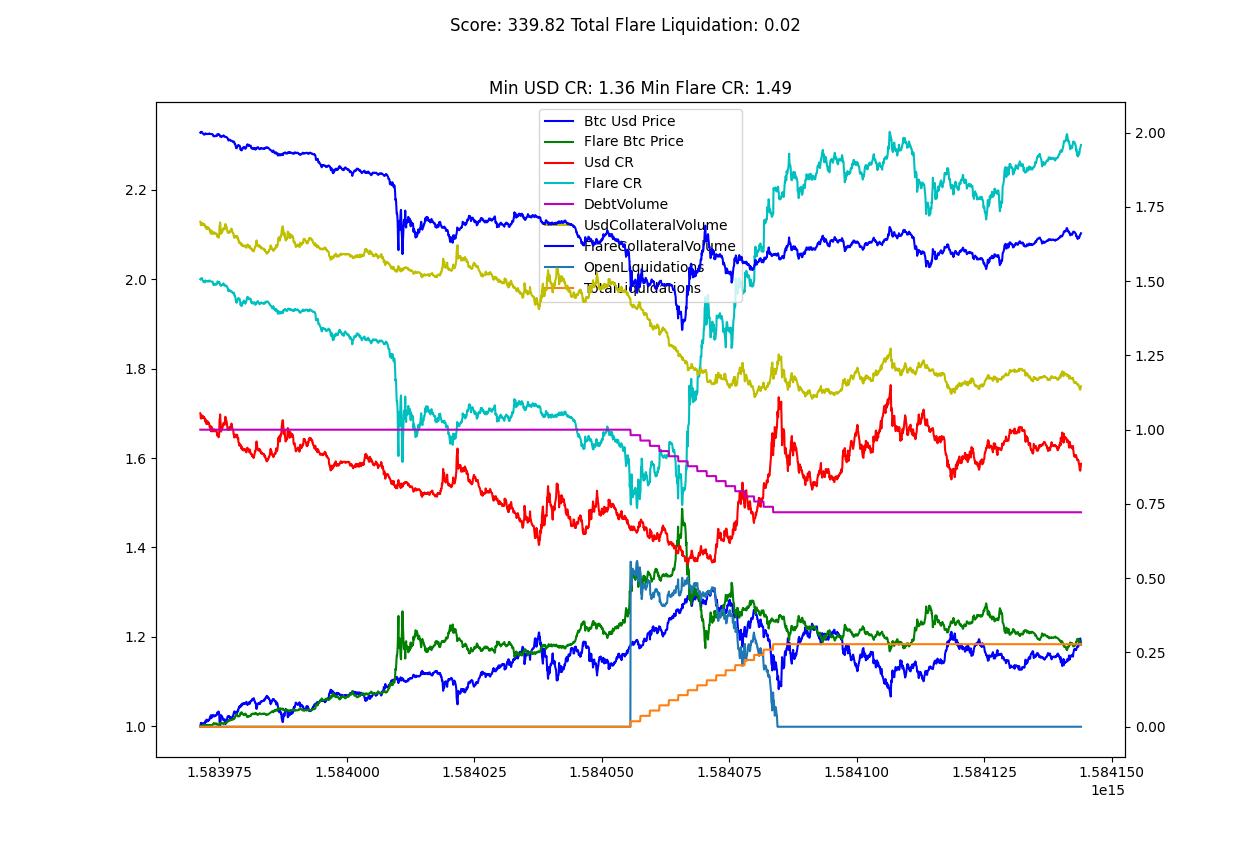 Score: 339.82 Total Flare Liquidation: 0.02
Min USD CR: 1.36 Min Flare CR: 1.49
Btc Usd Price
Flare Btc Price
Usd CR
Flare CR
DebtVolume
UsdCollateralVolume
FlareCollateralVolume
OpenLiquidations
TotalLiquidations
2.2
2.0
1.8
1.6
1.4
1.2
1.0
2.00
1.75
1.50
1.25
1.00
0.75
0.50
0.25
0.00
1.583975 1.584000 1.584025 1.584050 1.584075 1.584100 1.584125 1.584150
1e15